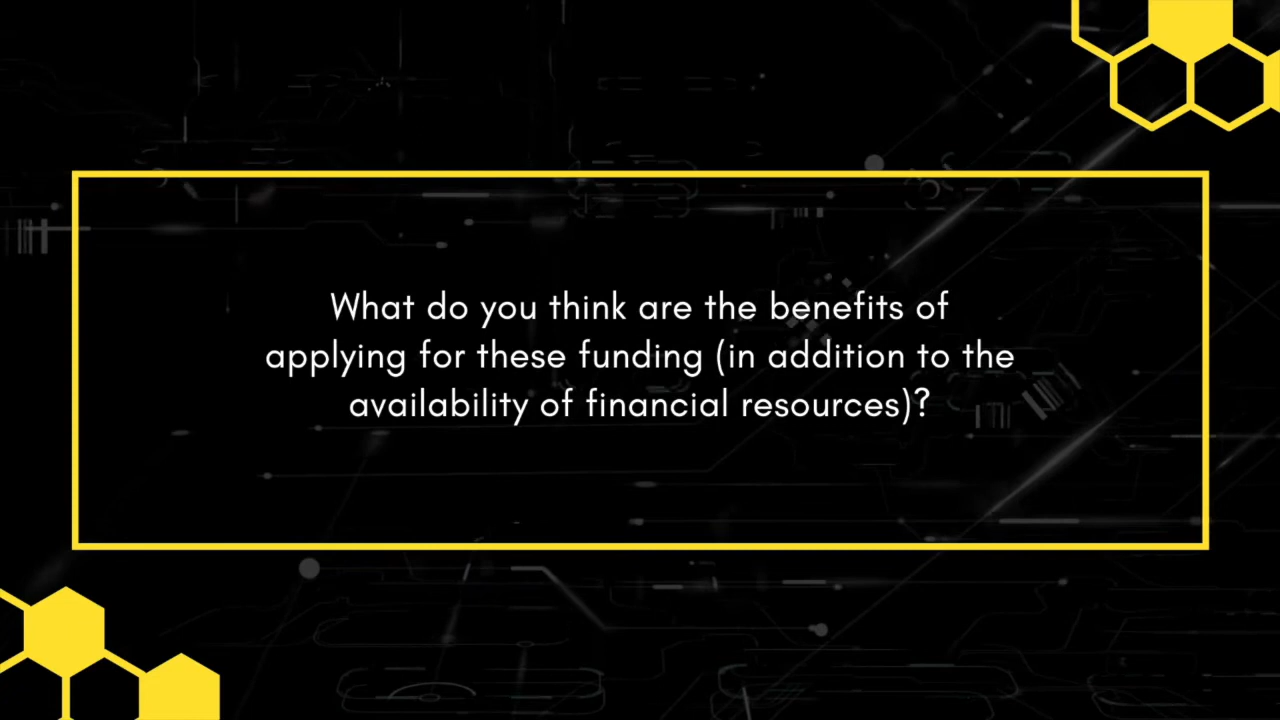 What do you think are the benefits of
applying for these funding (in addition to the
availability of financial resources)?